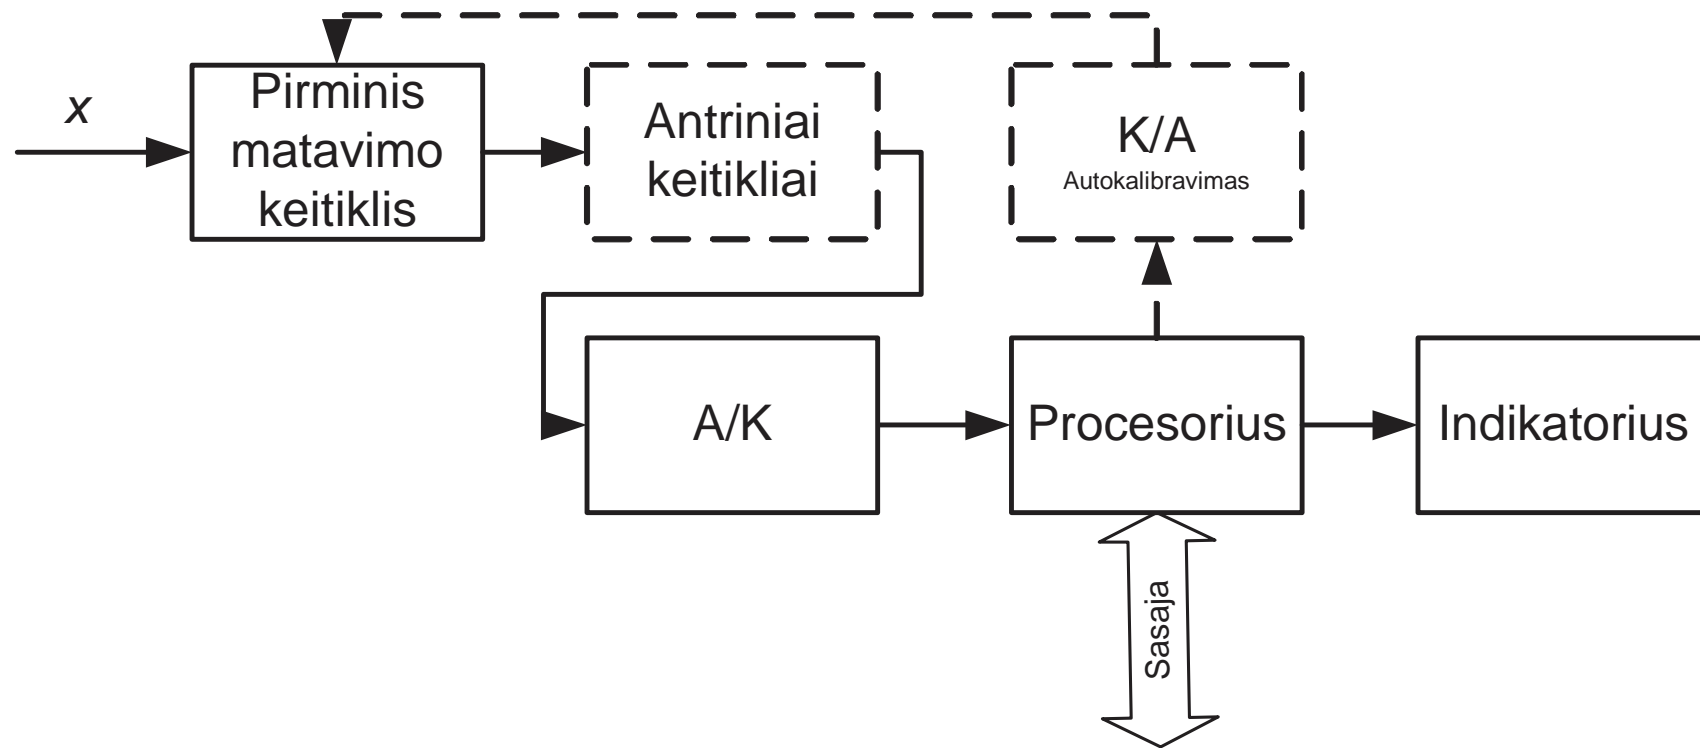 x
Pirminis
matavimo
keitiklis
Antriniai
keitikliai
K/A
Autokalibravimas
A/K
Procesorius
Indikatorius
Sasaja